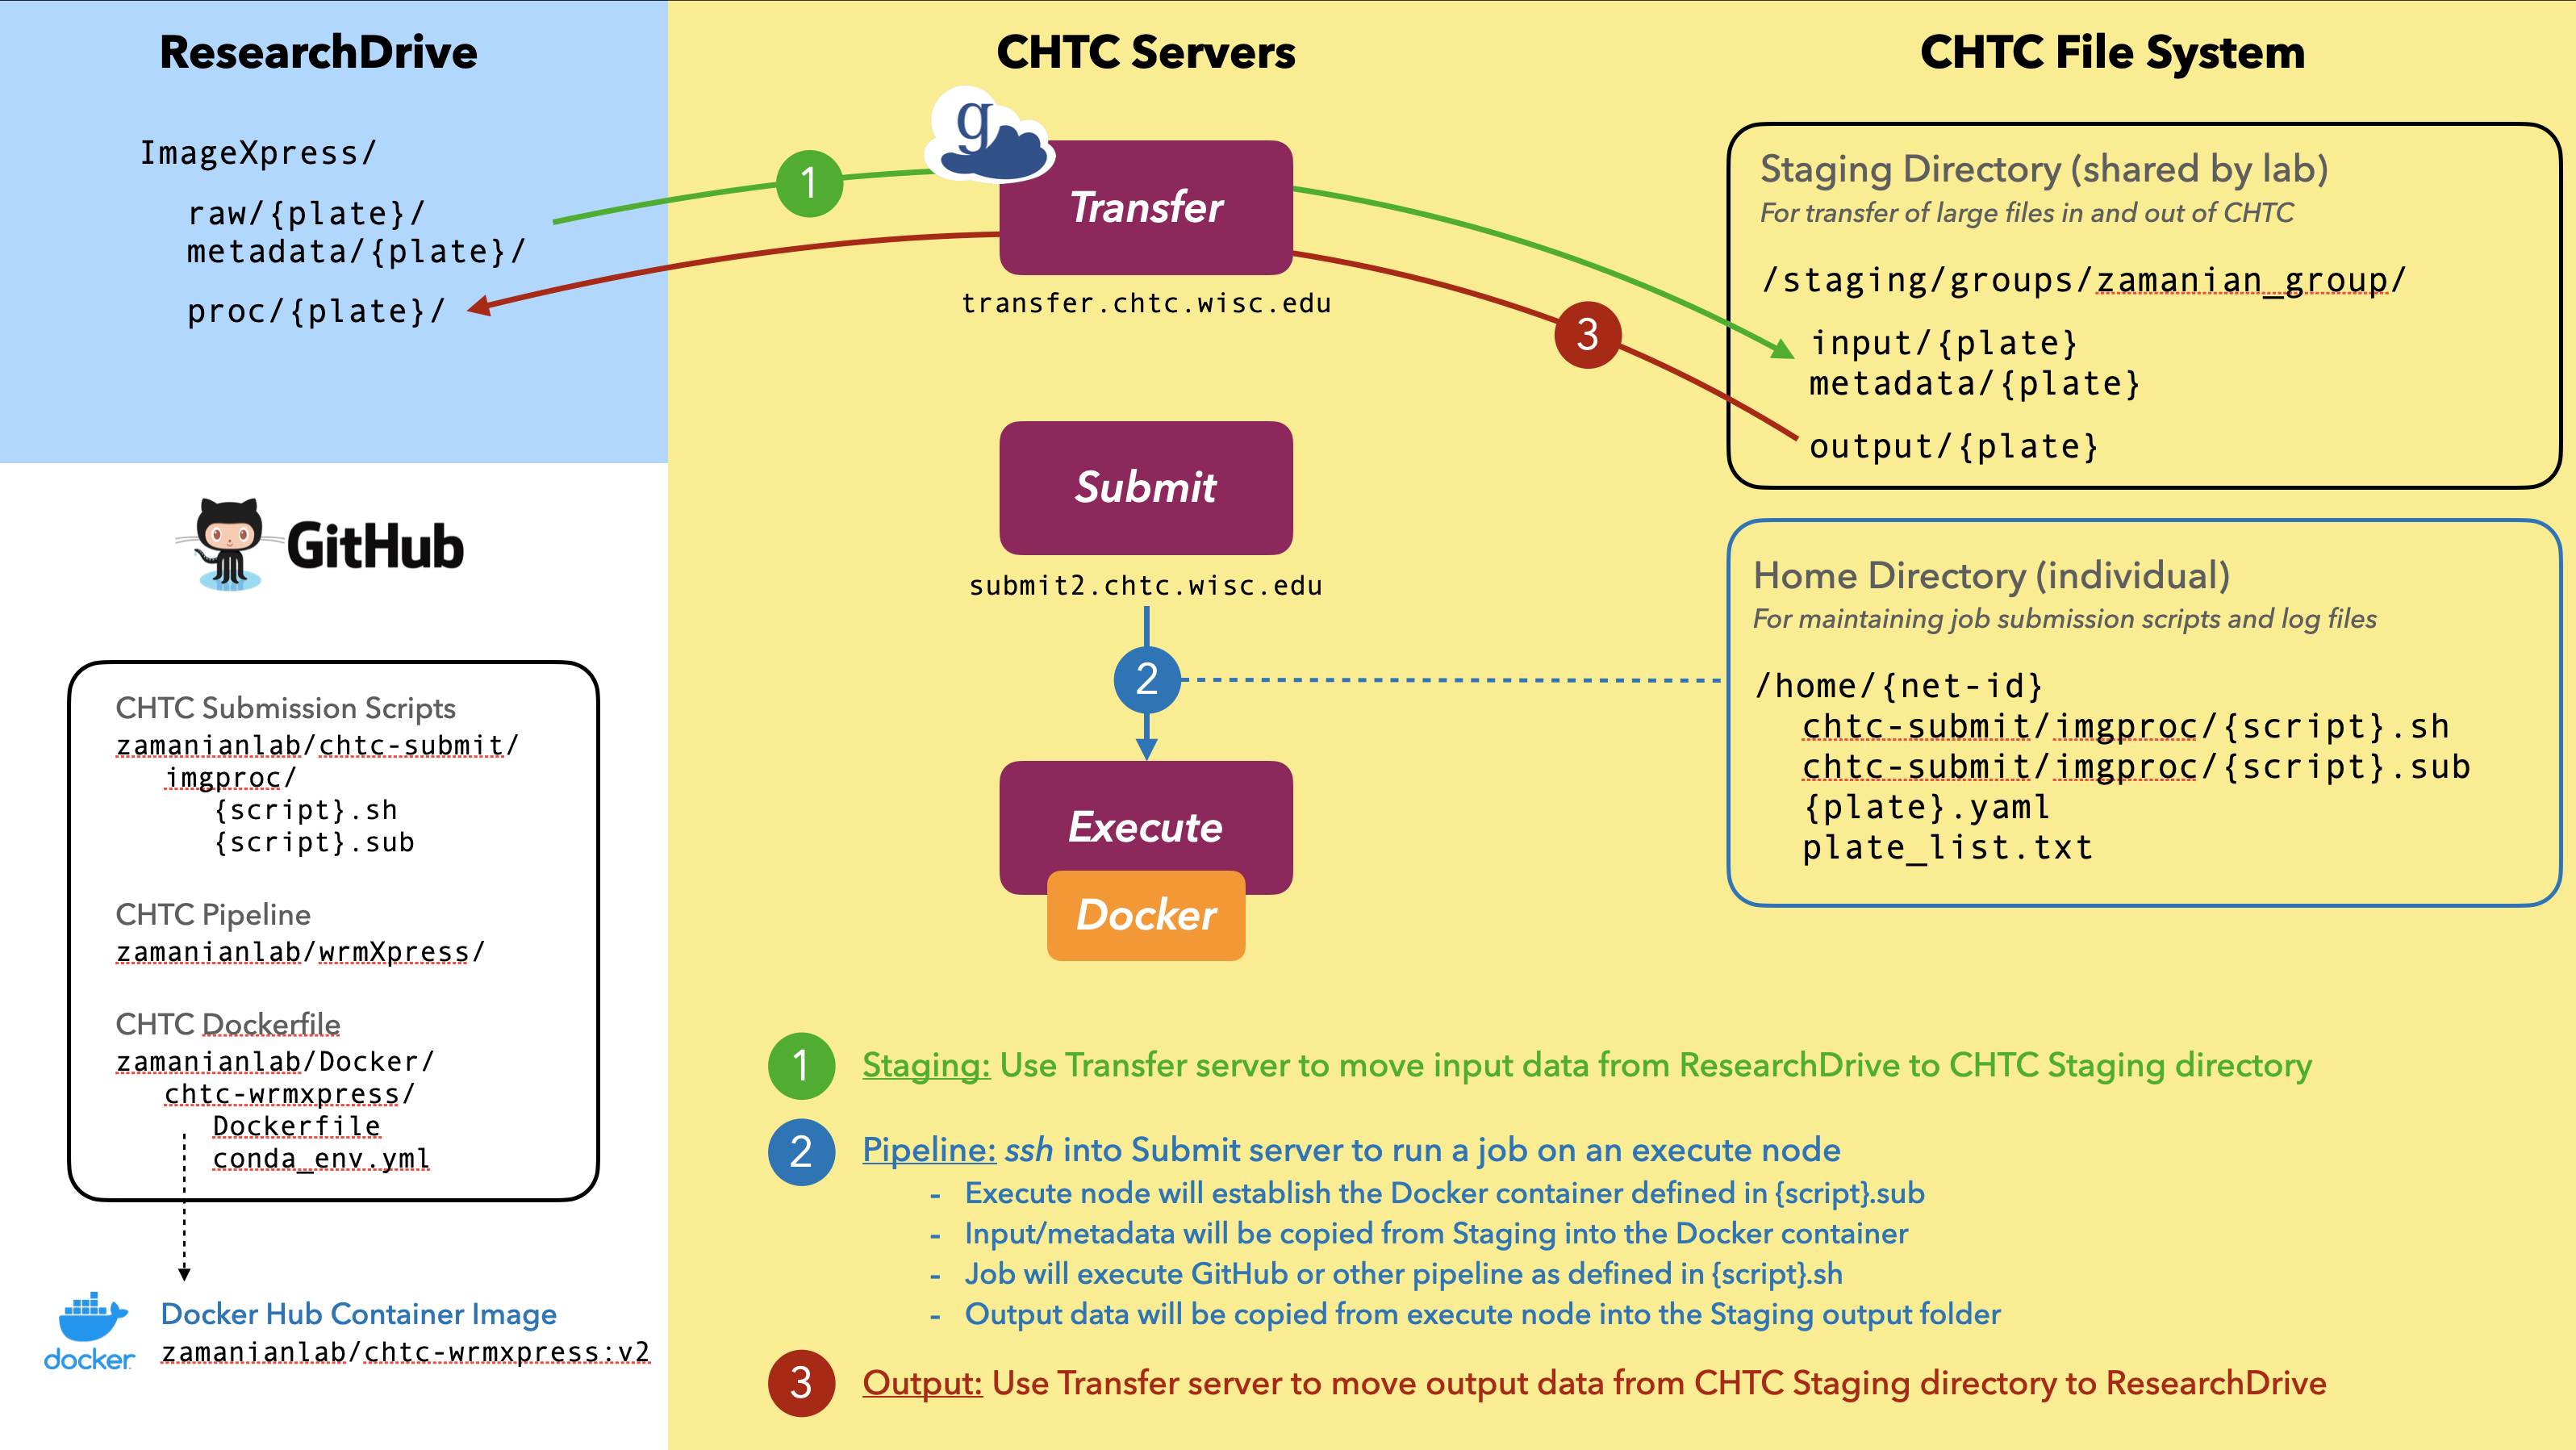 ResearchDrive
ImageXpress/
raw/{plate}/
metadata/{plate}/
proc/{plate}/
GitHub
CHTC Submission Scripts
zamanianlab/chtc-submit/
imgproc/
{script}.sh
{script}.sub
CHTC Pipeline
zamanianlab/wrmXpress/
CHTC Dockerfile
zamanianlab/Docker/
chtc-wrmxpress/
Dockerfile
conda_env.yml
docker
Docker Hub Container Image
zamanianlab/chtc-wrmxpress:v2
CHTC Servers
g
1
Transfer
transfer.chtc.wisc.edu
3
Submit
submit2.chtc.wisc.edu
2
Execute
Docker
CHTC File System
Staging Directory (shared by lab)
For transfer of large files in and out of CHTC
/staging/groups/zamanian_group/
input/{plate}
metadata/{plate}
output/{plate}
Home Directory (individual)
For maintaining job submission scripts and log files
/home/{net-id}
chtc-submit/imgproc/{script}.sh
chtc-submit/imgproc/{script}.sub
{plate}.yaml
plate_list.txt
1 Staging: Use Transfer server to move input data from ResearchDrive to CHTC Staging directory
2 Pipeline: ssh into Submit server to run a job on an execute node
- Execute node will establish the Docker container defined in {script}.sub
- Input/metadata will be copied from Staging into the Docker container
- Job will execute GitHub or other pipeline as defined in {script}.sh
- Output data will be copied from execute node into the Staging output folder
3 Output: Use Transfer server to move output data from CHTC Staging directory to ResearchDrive